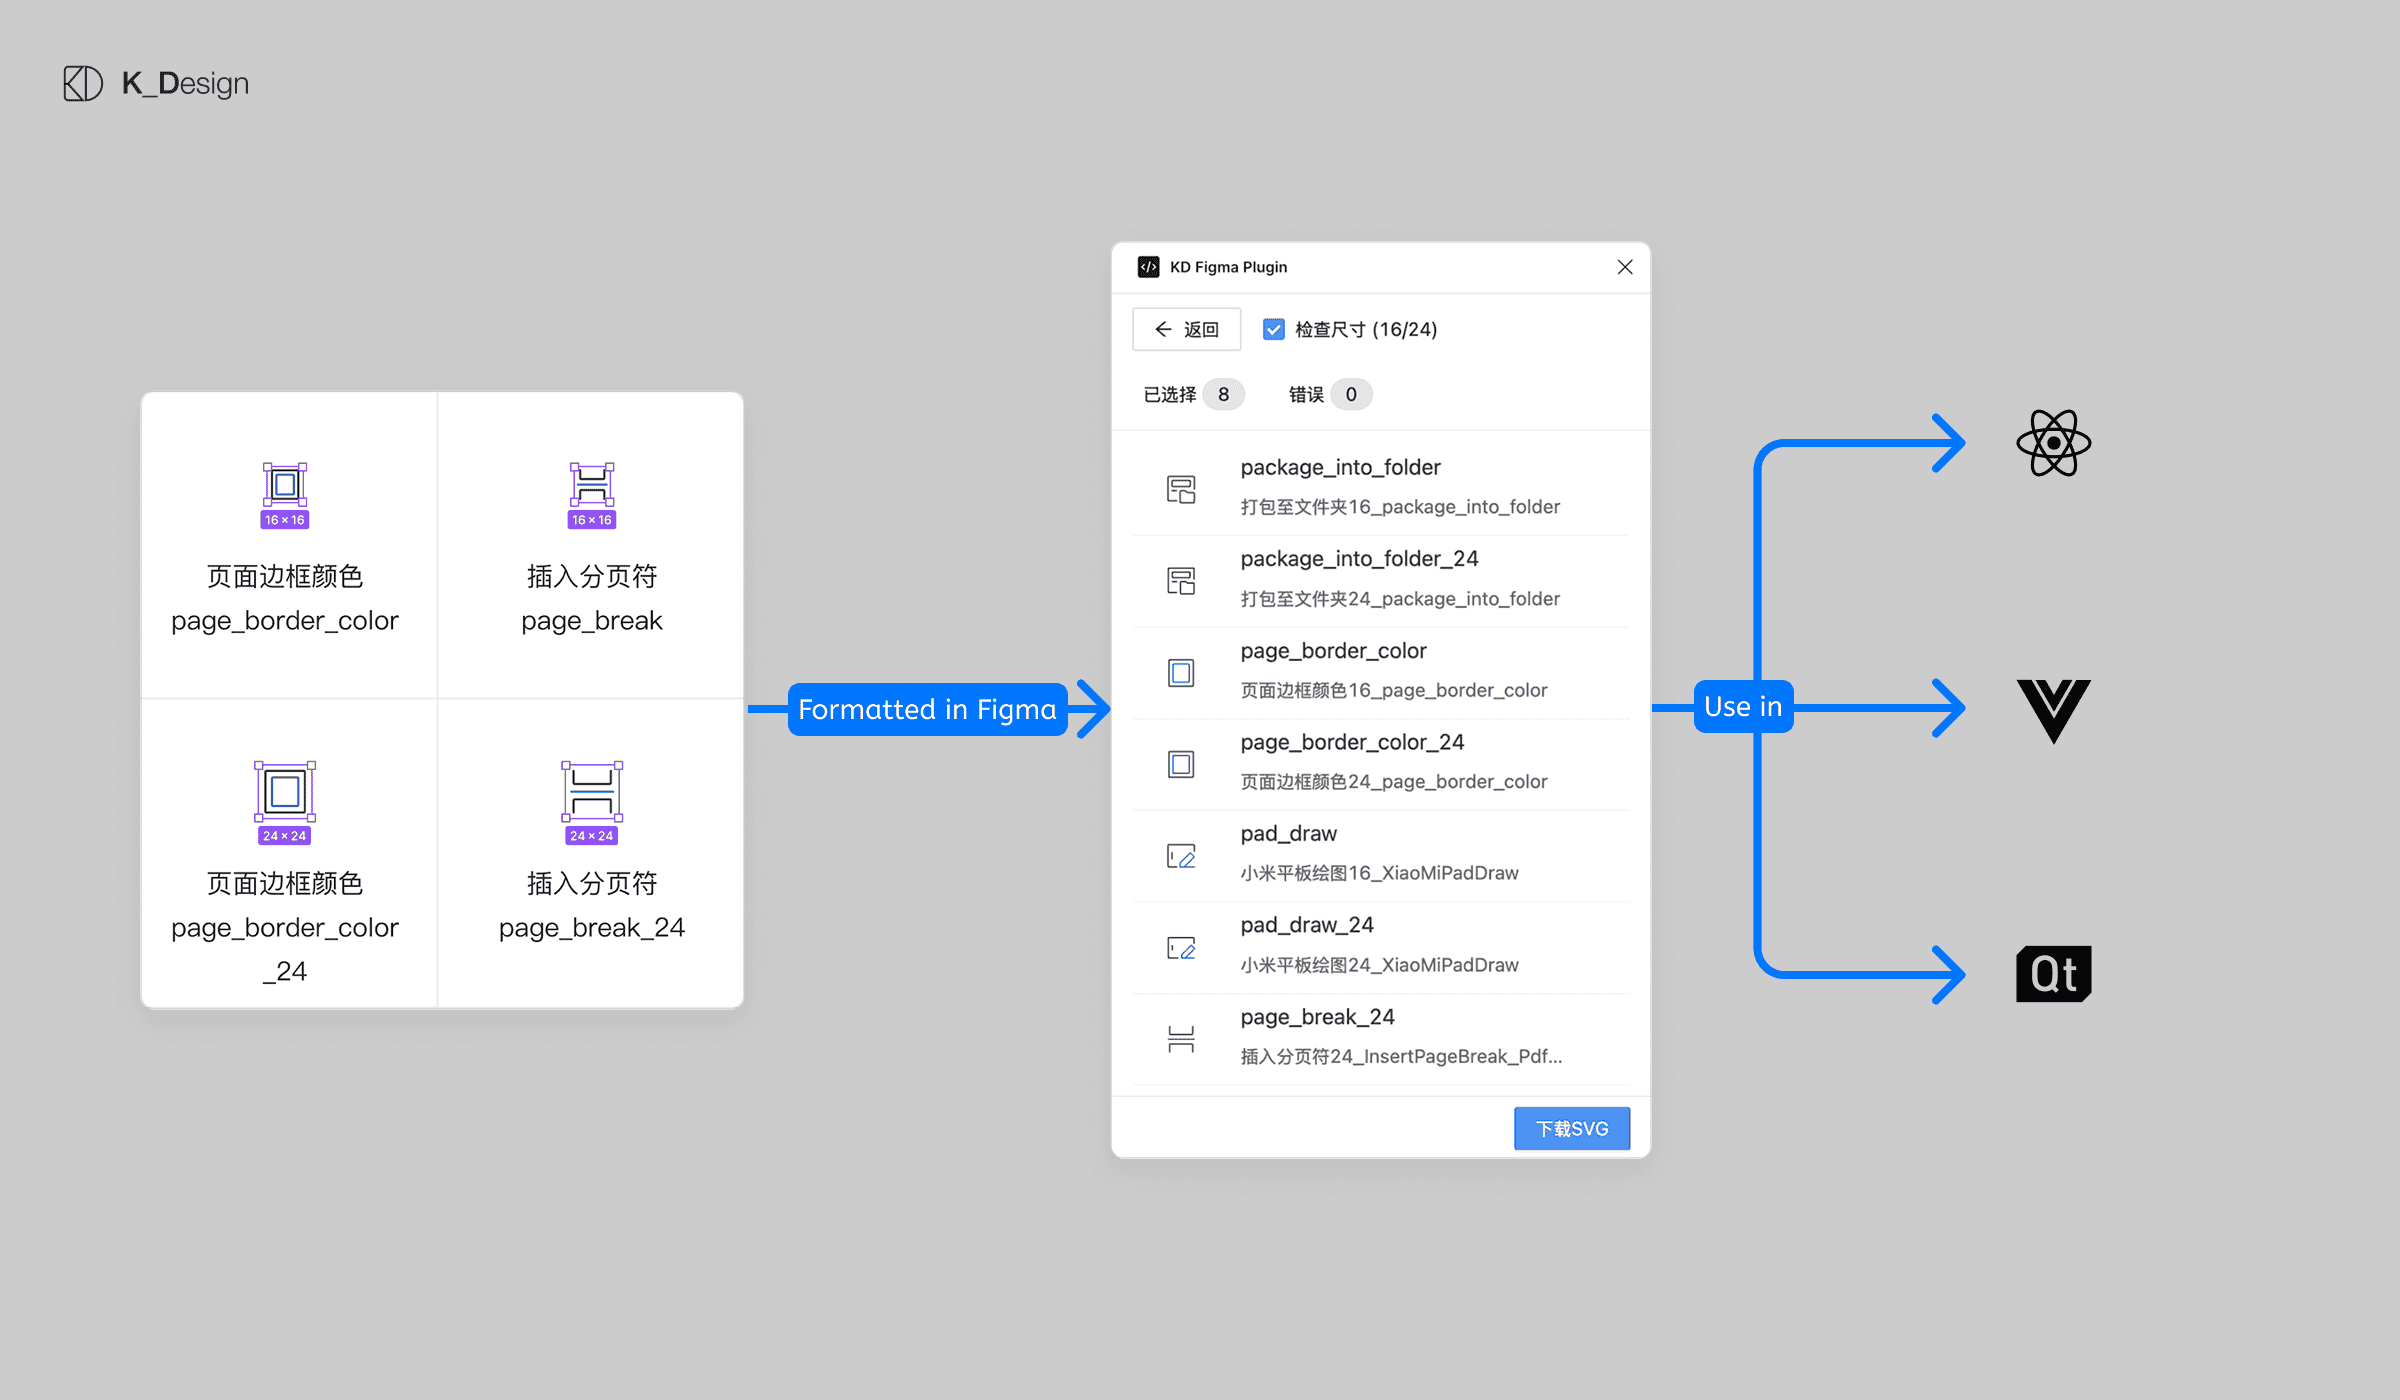 K_Design
16×16
页面边框颜色
page_border_color
16×16
插入分页符
page_break
24×24
页面边框颜色
page_border_color
_24
24×24
插入分页符
page_break_24
Formatted in Figma
KD Figma Plugin
返回
检查尺寸 (16/24)
已选择 8
错误 0
package_into_folder
打包至文件夹16_package_into_folder
package_into_folder_24
打包至文件夹24_package_into_folder
page_border_color
页面边框颜色16_page_border_color
page_border_color_24
页面边框颜色24_page_border_color
pad_draw
小米平板绘图16_XiaoMiPadDraw
pad_draw_24
小米平板绘图24_XiaoMiPadDraw
page_break_24
插入分页符24_InsertPageBreak_Pdf...
下载SVG
Use in
Qt